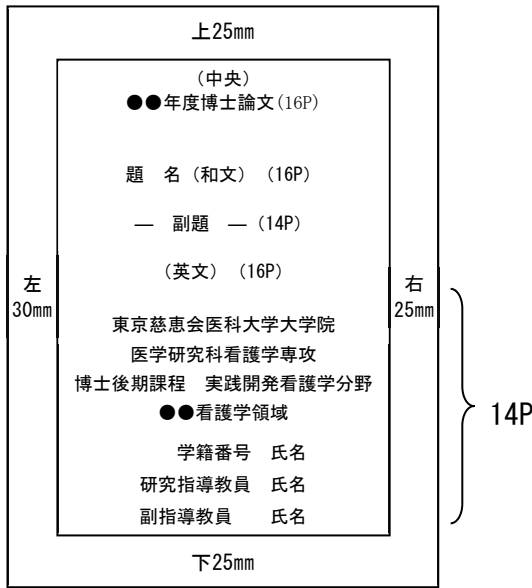 上25mm
(中央)
●●年度博士論文(16P)
題　名(和文)　(16P)
―　副題　―(14P)
(英文)　(16P)
左
30mm
右
25mm
東京慈恵会医科大学大学院
医学研究科看護学専攻
博士後期課程　実践開発看護学分野
●●看護学領域
学籍番号　氏名
研究指導教員　氏名
副指導教員　　氏名
14P
下25mm